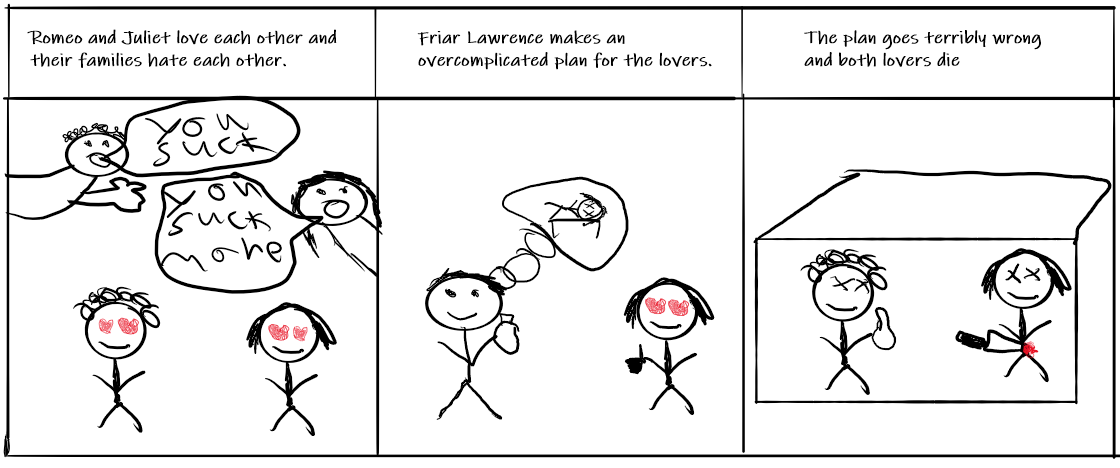 Romeo and Juliet love each other and
their families hate each other.
Friar Lawrence makes an
overcomplicated plan for the lovers.
The plan goes terribly wrong
and both lovers die
You
suck
You
suck
more